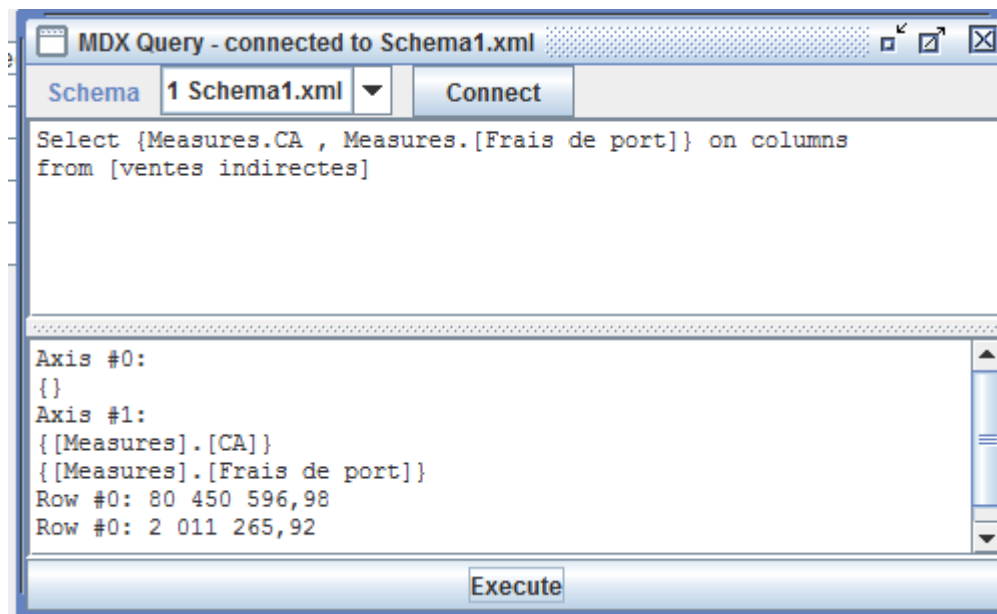 MDX Query - connected to Schema1.xml
Schema 1 Schema1.xml Connect
Select {Measures.CA , Measures.[Frais de port]} on columns
from [ventes indirectes]
Axis #0:
{}
Axis #1:
{[Measures].[CA]}
{[Measures].[Frais de port]}
Row #0: 80 450 596,98
Row #0: 2 011 265,92
Execute